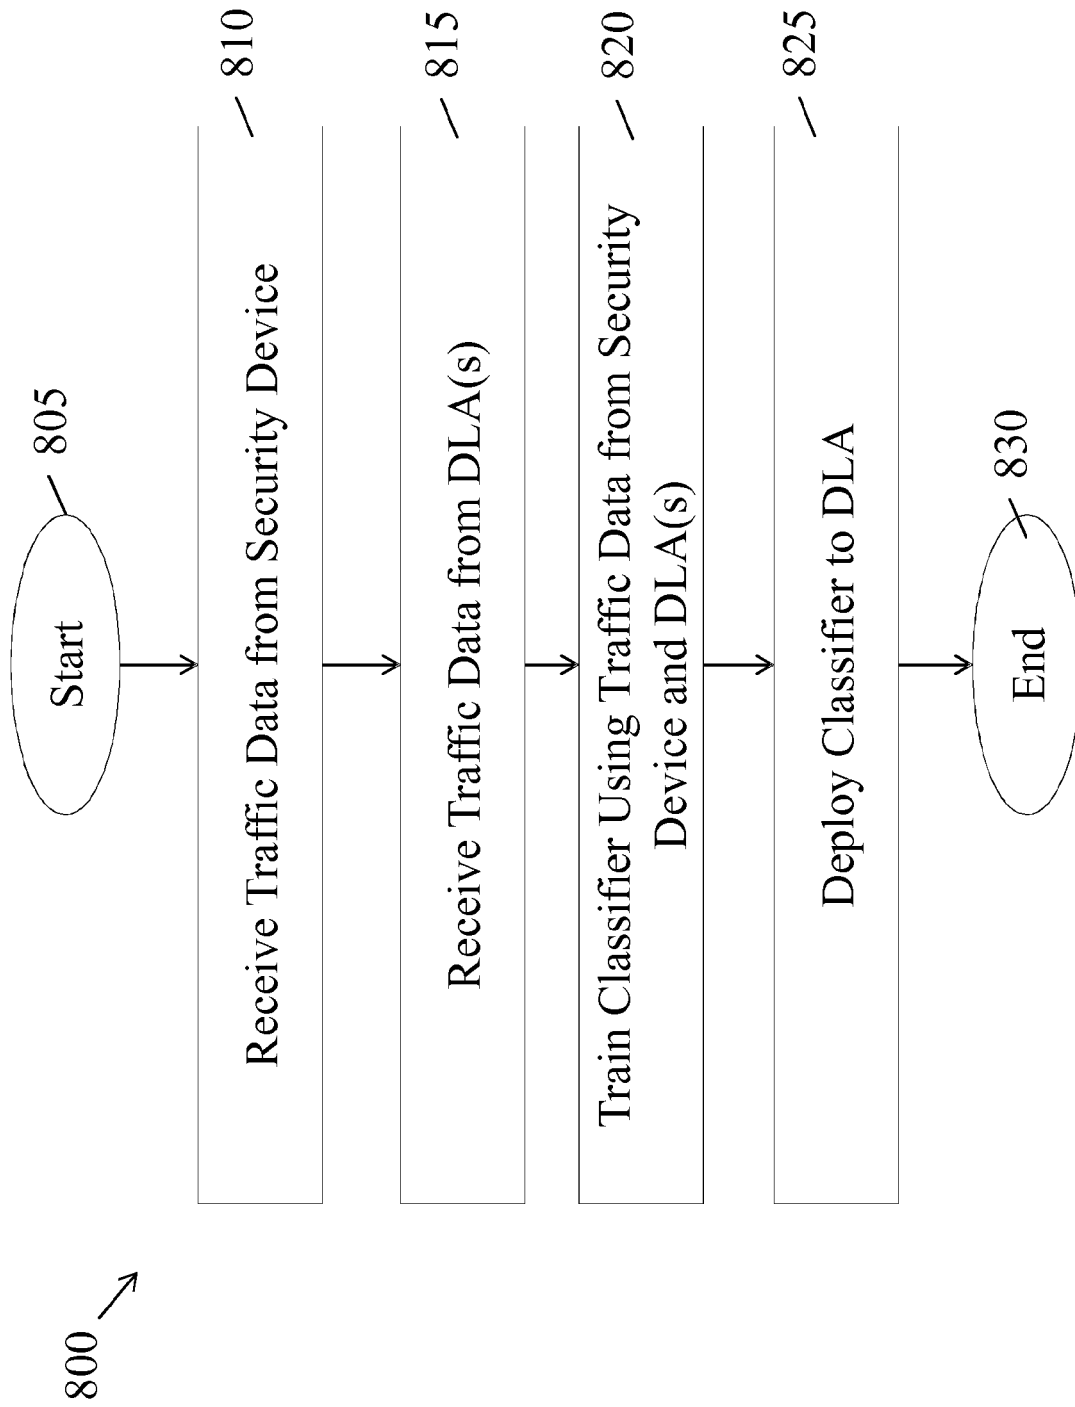 800
Start
805
Receive Traffic Data from Security Device
810
Receive Traffic Data from DLA(s)
815
Train Classifier Using Traffic Data from Security
Device and DLA(s)
820
Deploy Classifier to DLA
825
End
830